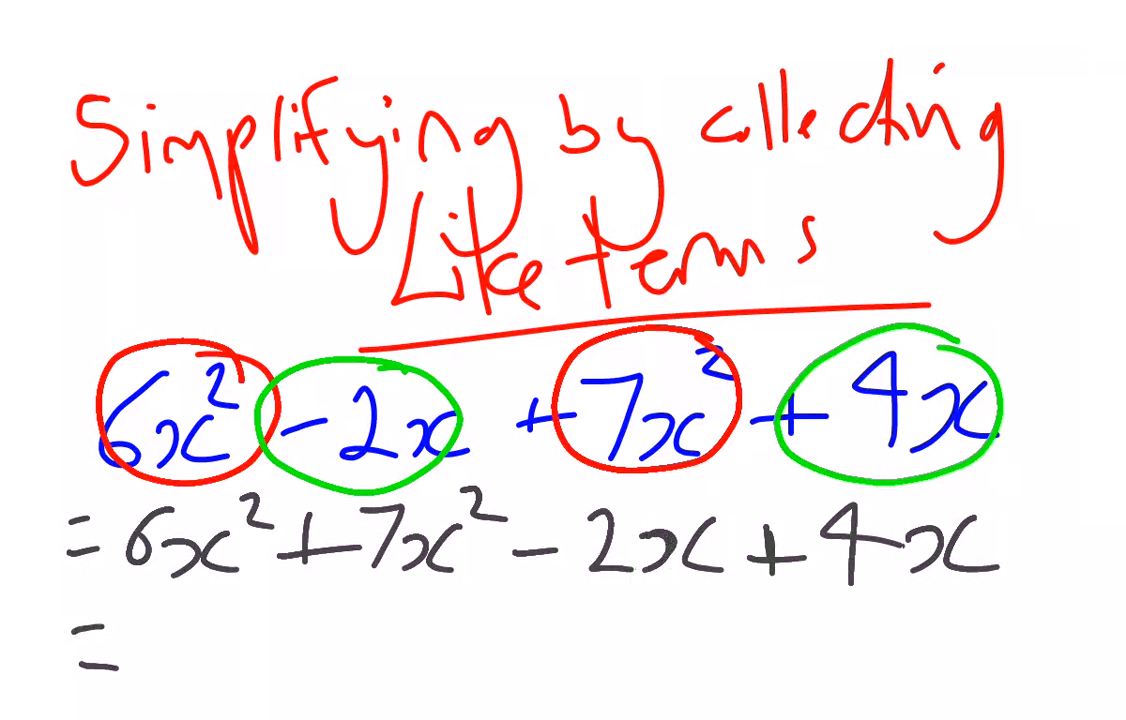 Simplifying by collecting
Like terms
6x² - 2x + 7x² + 4x
= 6x² + 7x² - 2x + 4x
=